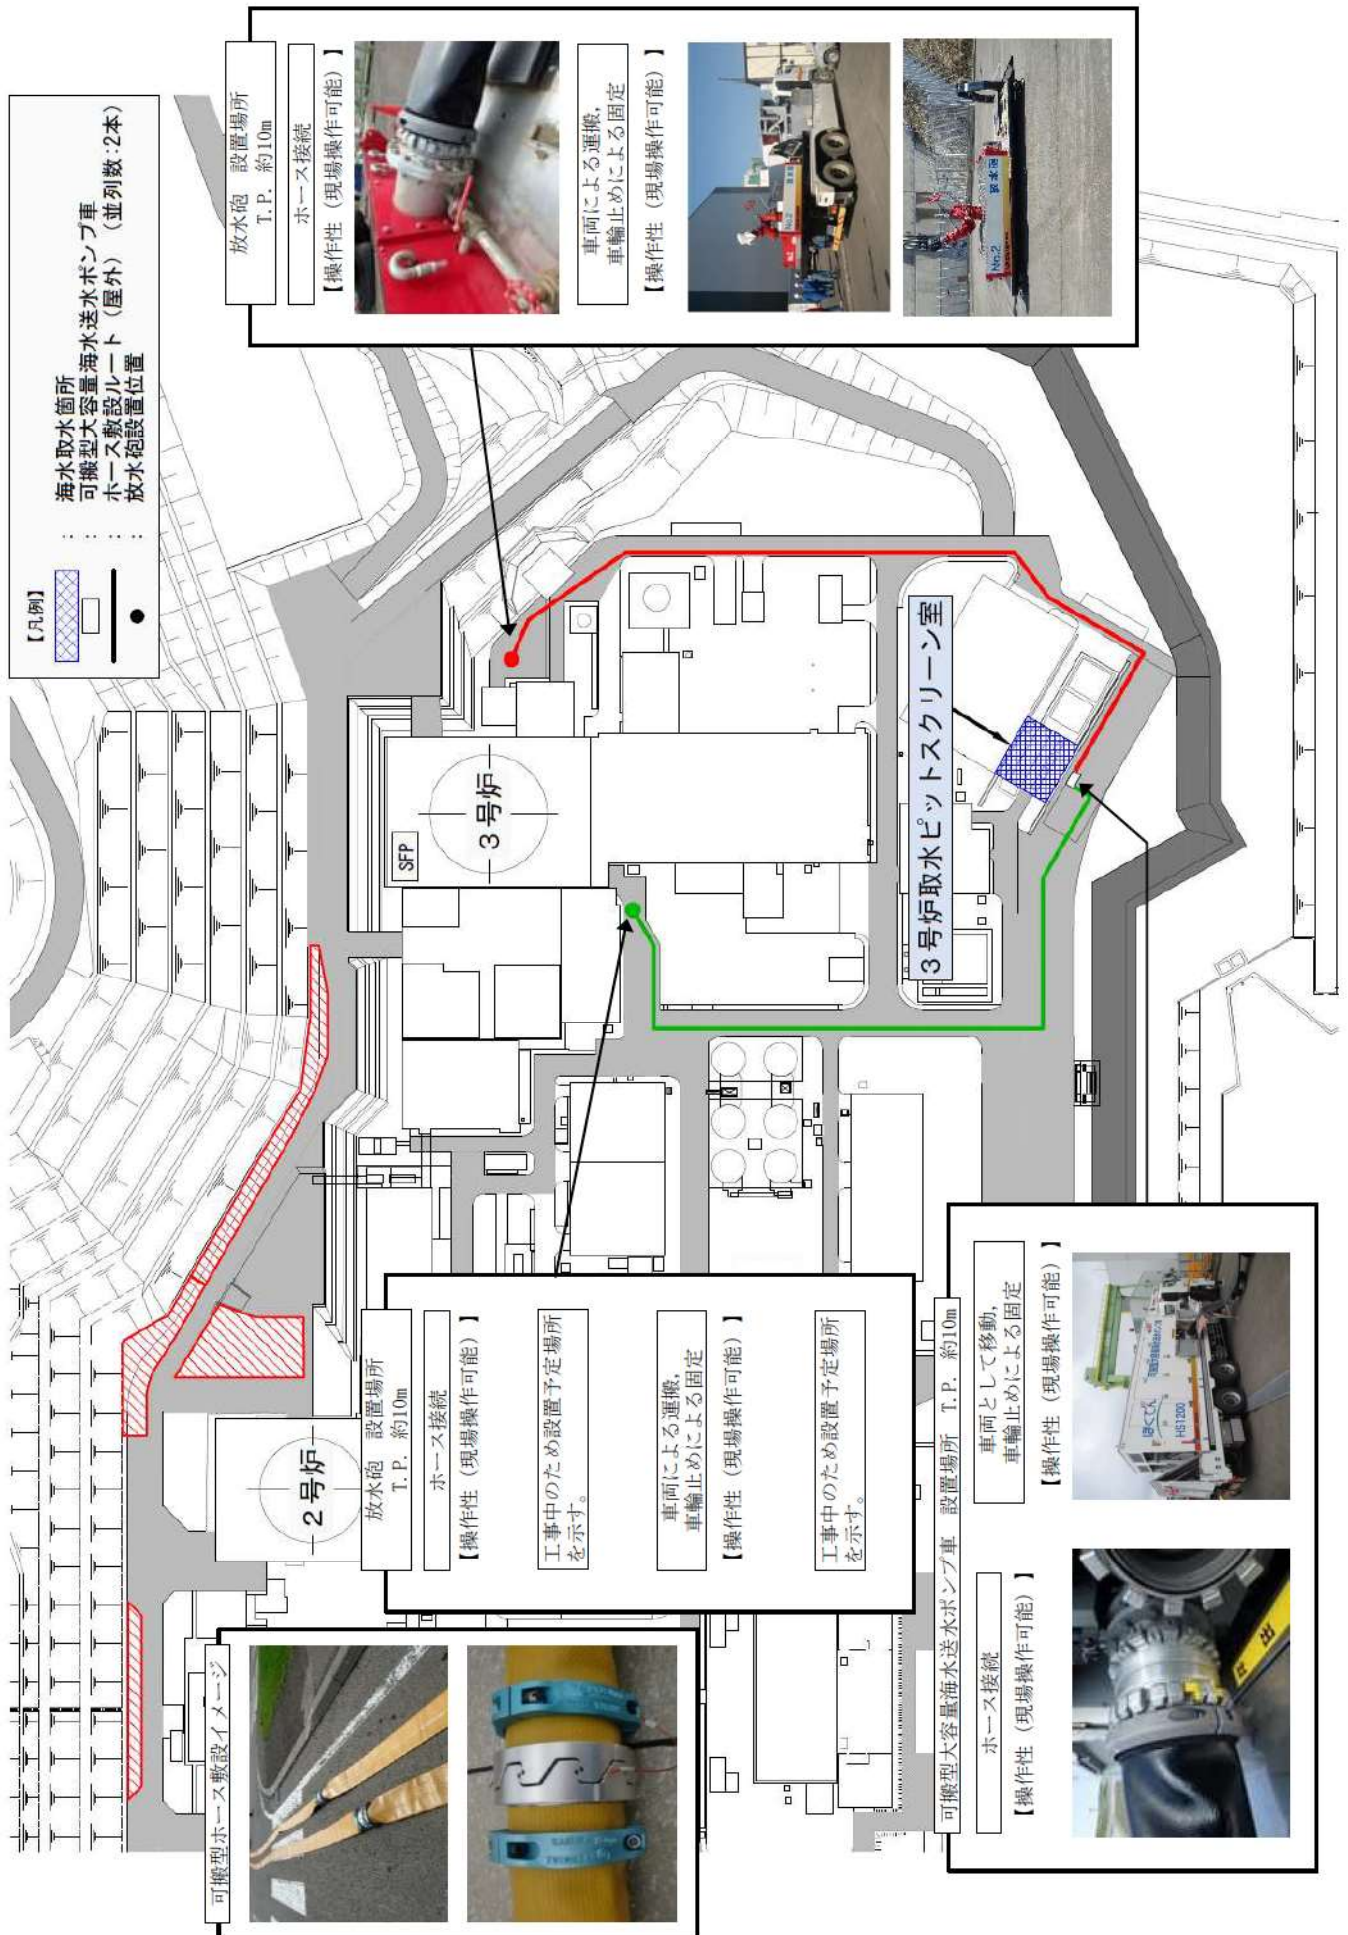 【凡例】
： 海水取水箇所
： 可搬型大容量海水送水ポンプ車
： ホース敷設ルート（屋外）（並列数：2本）
： 放水砲設置位置
放水砲 設置場所
T.P. 約10m
ホース接続
【操作性（現場操作可能）】
車両による運搬，
車輪止めによる固定
【操作性（現場操作可能）】
No.2
No.2
放水砲
SFP
3号炉
3号炉取水ピットスクリーン室
2号炉
放水砲 設置場所
T.P. 約10m
ホース接続
【操作性（現場操作可能）】
工事中のため設置予定場所
を示す。
車両による運搬，
車輪止めによる固定
【操作性（現場操作可能）】
工事中のため設置予定場所
を示す。
可搬型ホース敷設イメージ
可搬型大容量海水送水ポンプ車 設置場所 T.P. 約10m
ホース接続
【操作性（現場操作可能）】
車両として移動，
車輪止めによる固定
【操作性（現場操作可能）】
ほくでん
HS1200